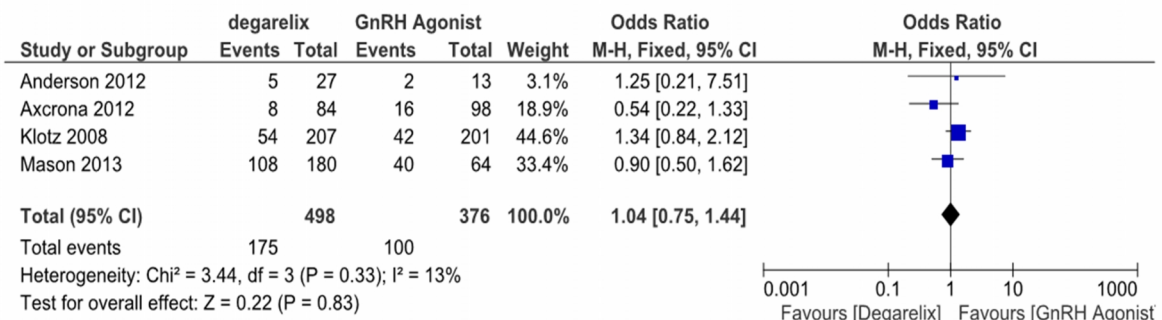 degarelix GnRH Agonist Odds Ratio Odds Ratio
Study or Subgroup Events Total Events Total Weight M-H, Fixed, 95% CI M-H, Fixed, 95% CI
Anderson 2012 5 27 2 13 3.1% 1.25 [0.21, 7.51]
Axcrona 2012 8 84 16 98 18.9% 0.54 [0.22, 1.33]
Klotz 2008 54 207 42 201 44.6% 1.34 [0.84, 2.12]
Mason 2013 108 180 40 64 33.4% 0.90 [0.50, 1.62]
Total (95% CI) 498 376 100.0% 1.04 [0.75, 1.44]
Total events 175 100
Heterogeneity: Chi² = 3.44, df = 3 (P = 0.33); I² = 13%
Test for overall effect: Z = 0.22 (P = 0.83)
0.001 0.1 1 10 1000
Favours [Degarelix] Favours [GnRH Agonist]